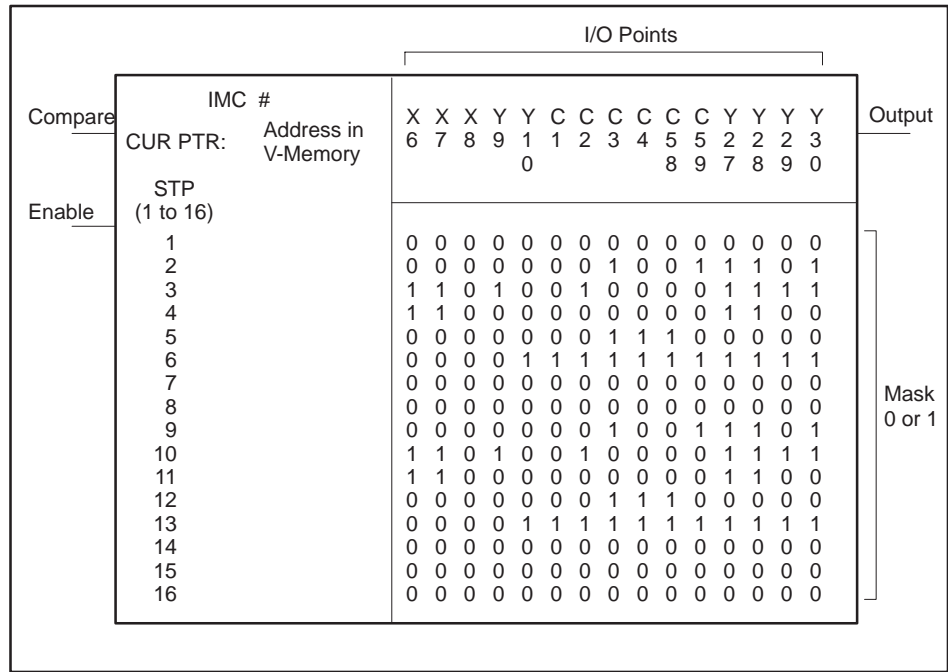 I/O Points
IMC #
Compare
CUR PTR:
Address in
V-Memory
X X X Y Y C C C C C C Y Y Y Y
6 7 8 9 1 1 2 3 4 5 5 2 2 2 3
0 8 9 7 8 9 0
Output
STP
Enable
(1 to 16)
1 0 0 0 0 0 0 0 0 0 0 0 0 0 0 0
2 0 0 0 0 0 0 0 1 0 0 1 1 1 0 1
3 1 1 0 1 0 0 1 0 0 0 0 1 1 1 1
4 1 1 0 0 0 0 0 0 0 0 0 1 1 0 0
5 0 0 0 0 0 0 0 1 1 1 0 0 0 0 0
6 0 0 0 0 1 1 1 1 1 1 1 1 1 1 1
7 0 0 0 0 0 0 0 0 0 0 0 0 0 0 0
8 0 0 0 0 0 0 0 0 0 0 0 0 0 0 0
9 0 0 0 0 0 0 0 1 0 0 1 1 1 0 1
10 1 1 0 1 0 0 1 0 0 0 0 1 1 1 1
11 1 1 0 0 0 0 0 0 0 0 0 1 1 0 0
12 0 0 0 0 0 0 0 1 1 1 0 0 0 0 0
13 0 0 0 0 1 1 1 1 1 1 1 1 1 1 1
14 0 0 0 0 0 0 0 0 0 0 0 0 0 0 0
15 0 0 0 0 0 0 0 0 0 0 0 0 0 0 0
16 0 0 0 0 0 0 0 0 0 0 0 0 0 0 0
Mask
0 or 1